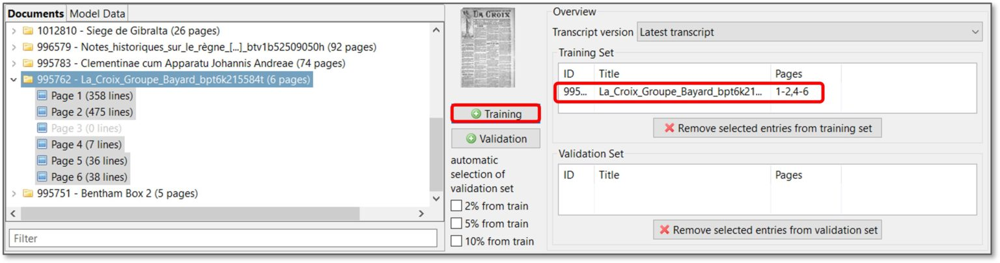 Documents
Model Data
1012810 - Siege de Gibralta (26 pages)
996579 - Notes_historiques_sur_le_règne_[...]_btv1b52509050h (92 pages)
995783 - Clementinae cum Apparatu Johannis Andreae (74 pages)
995762 - La_Croix_Groupe_Bayard_bpt6k215584t (6 pages)
Page 1 (358 lines)
Page 2 (475 lines)
Page 3 (0 lines)
Page 4 (7 lines)
Page 5 (36 lines)
Page 6 (38 lines)
995751 - Bentham Box 2 (5 pages)
Filter
LA CROIX
Training
Validation
automatic
selection of
validation set
2% from train
5% from train
10% from train
Overview
Transcript version Latest transcript
Training Set
ID Title Pages
995... La_Croix_Groupe_Bayard_bpt6k21... 1-2,4-6
Remove selected entries from training set
Validation Set
ID Title Pages
Remove selected entries from validation set